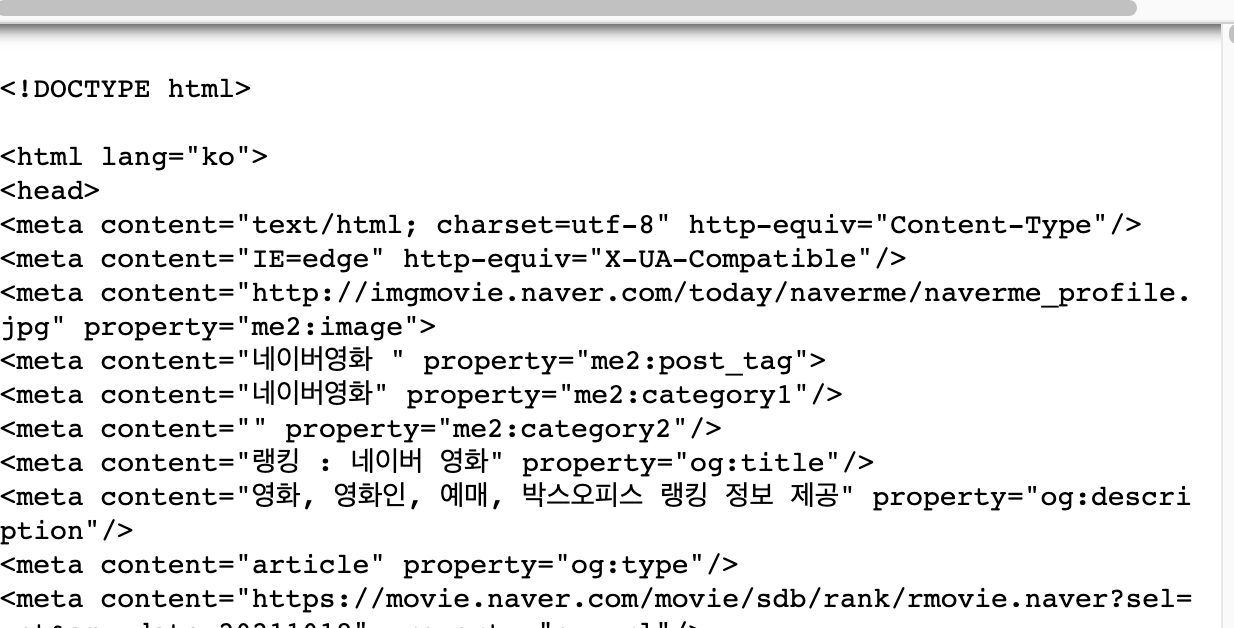 <!DOCTYPE html>
<html lang="ko">
<head>
<meta content="text/html; charset=utf-8" http-equiv="Content-Type"/>
<meta content="IE=edge" http-equiv="X-UA-Compatible"/>
<meta content="http://imgmovie.naver.com/today/naverme/naverme_profile.
jpg" property="me2:image">
<meta content="네이버영화 " property="me2:post_tag">
<meta content="네이버영화" property="me2:category1"/>
<meta content="" property="me2:category2"/>
<meta content="랭킹 : 네이버 영화" property="og:title"/>
<meta content="영화, 영화인, 예매, 박스오피스 랭킹 정보 제공" property="og:descri
ption"/>
<meta content="article" property="og:type"/>
<meta content="https://movie.naver.com/movie/sdb/rank/rmovie.naver?sel=